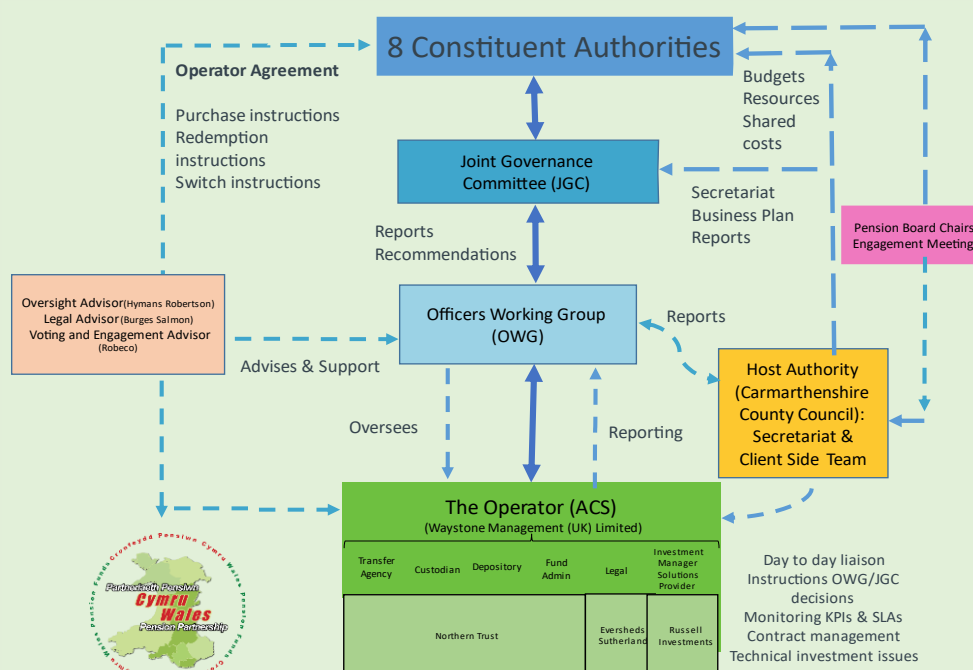 8 Constituent Authorities
Operator Agreement
Purchase instructions
Redemption
instructions
Switch instructions
Budgets
Resources
Shared
costs
Joint Governance
Committee (JGC)
Secretariat
Business Plan
Reports
Pension Board Chairs
Engagement Meeting
Reports
Recommendations
Oversight Advisor(Hymans Robertson)
Legal Advisor(Burges Salmon)
Voting and Engagement Advisor
(Robeco)
Officers Working Group
(OWG)
Reports
Advises & Support
Host Authority
(Carmarthenshire
County Council):
Secretariat &
Client Side Team
Oversees
Reporting
The Operator (ACS)
(Waystone Management (UK) Limited)
Transfer
Agency
Custodian
Depository
Fund
Admin
Legal
Investment
Manager
Solutions
Provider
Northern Trust
Eversheds
Sutherland
Russell
Investments
Day to day liaison
Instructions OWG/JGC
decisions
Monitoring KPIs & SLAs
Contract management
Technical investment issues
Partneriaeth Pensiwn
Cymru
Wales
Pension Partnership